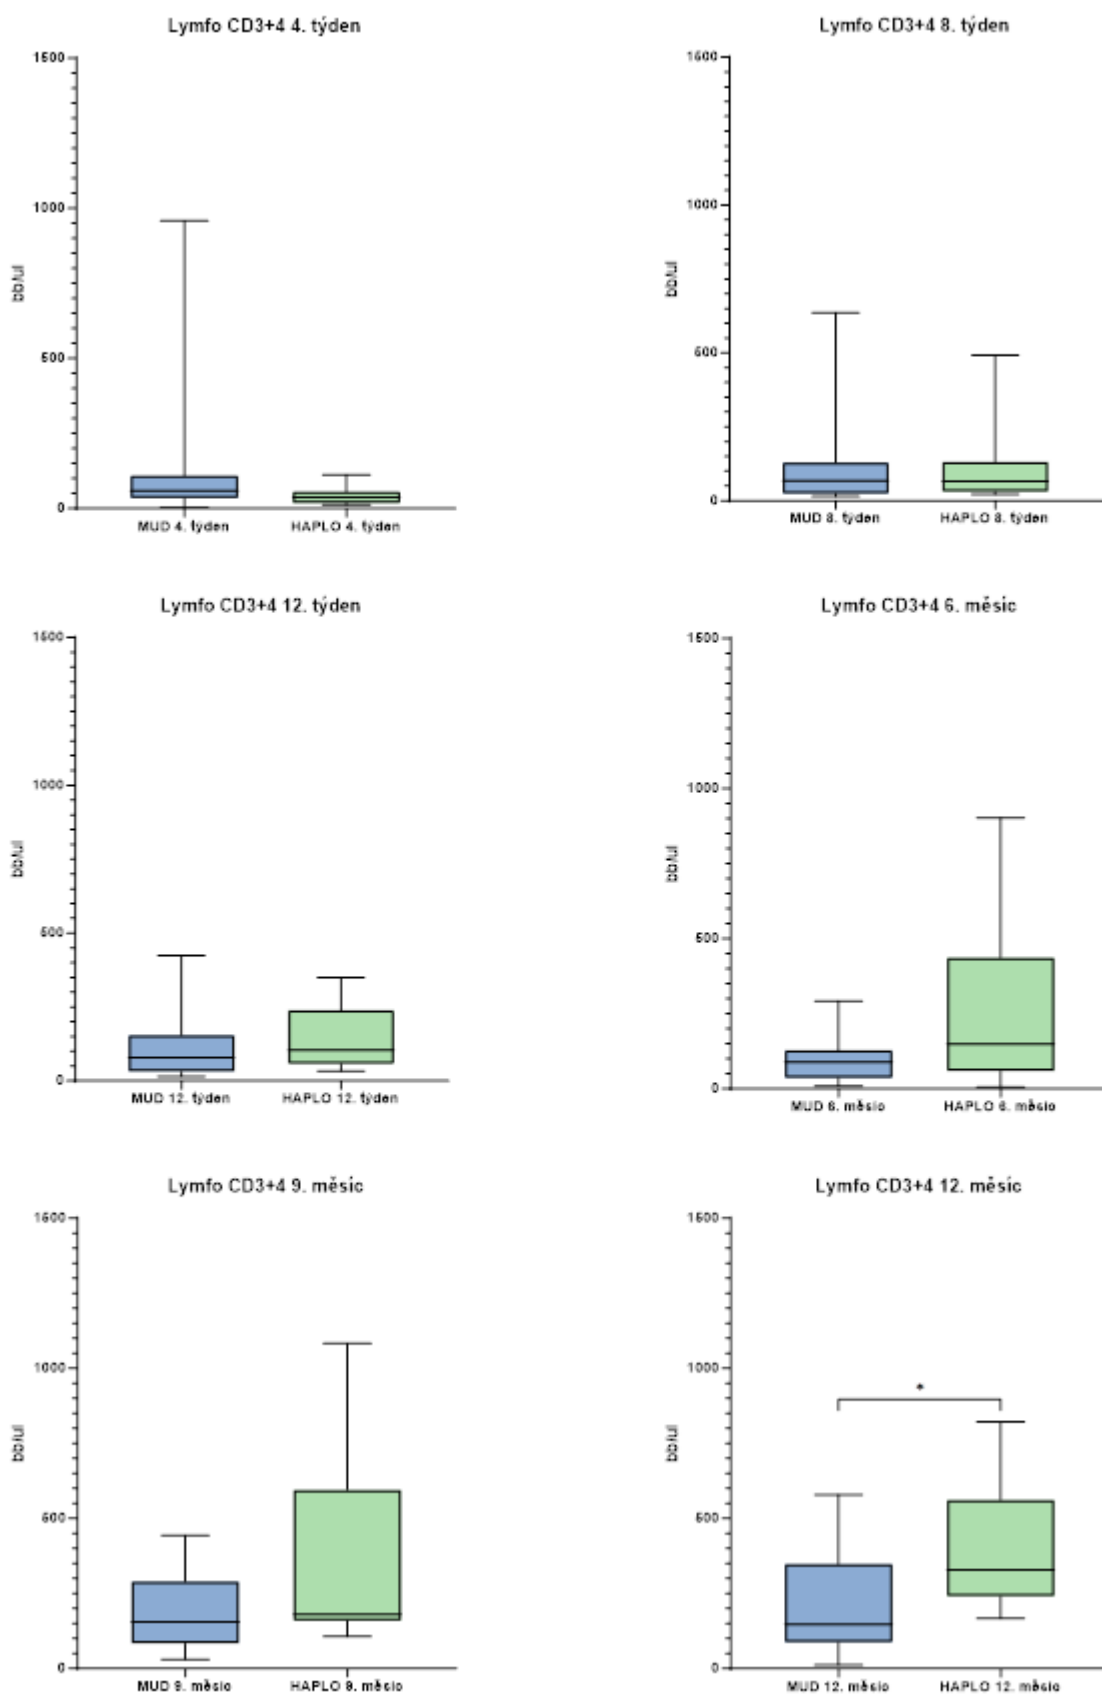 Lymfo CD3+4 4. týden
1500
1000
500
0
bb/ul
MUD 4. týden
HAPLO 4. týden
Lymfo CD3+4 8. týden
1500
1000
500
0
bb/ul
MUD 8. týden
HAPLO 8. týden
Lymfo CD3+4 12. týden
1500
1000
500
0
bb/ul
MUD 12. týden
HAPLO 12. týden
Lymfo CD3+4 6. měsíc
1500
1000
500
0
bb/ul
MUD 6. měsíc
HAPLO 6. měsíc
Lymfo CD3+4 9. měsíc
1500
1000
500
0
bb/ul
MUD 9. měsíc
HAPLO 9. měsíc
Lymfo CD3+4 12. měsíc
1500
1000
500
0
bb/ul
*
MUD 12. měsíc
HAPLO 12. měsíc